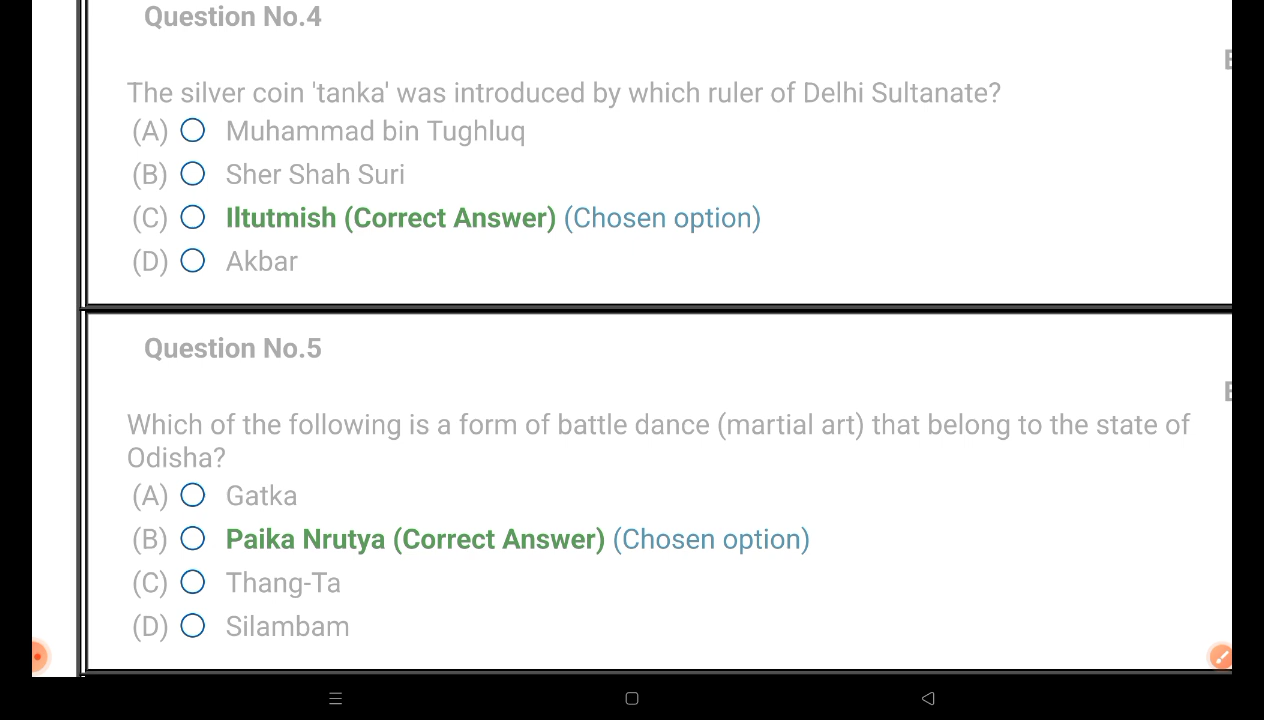 Question No.4
The silver coin 'tanka' was introduced by which ruler of Delhi Sultanate?
(A) Muhammad bin Tughluq
(B) Sher Shah Suri
(C) Iltutmish (Correct Answer) (Chosen option)
(D) Akbar
Question No.5
Which of the following is a form of battle dance (martial art) that belong to the state of
Odisha?
(A) Gatka
(B) Paika Nrutya (Correct Answer) (Chosen option)
(C) Thang-Ta
(D) Silambam